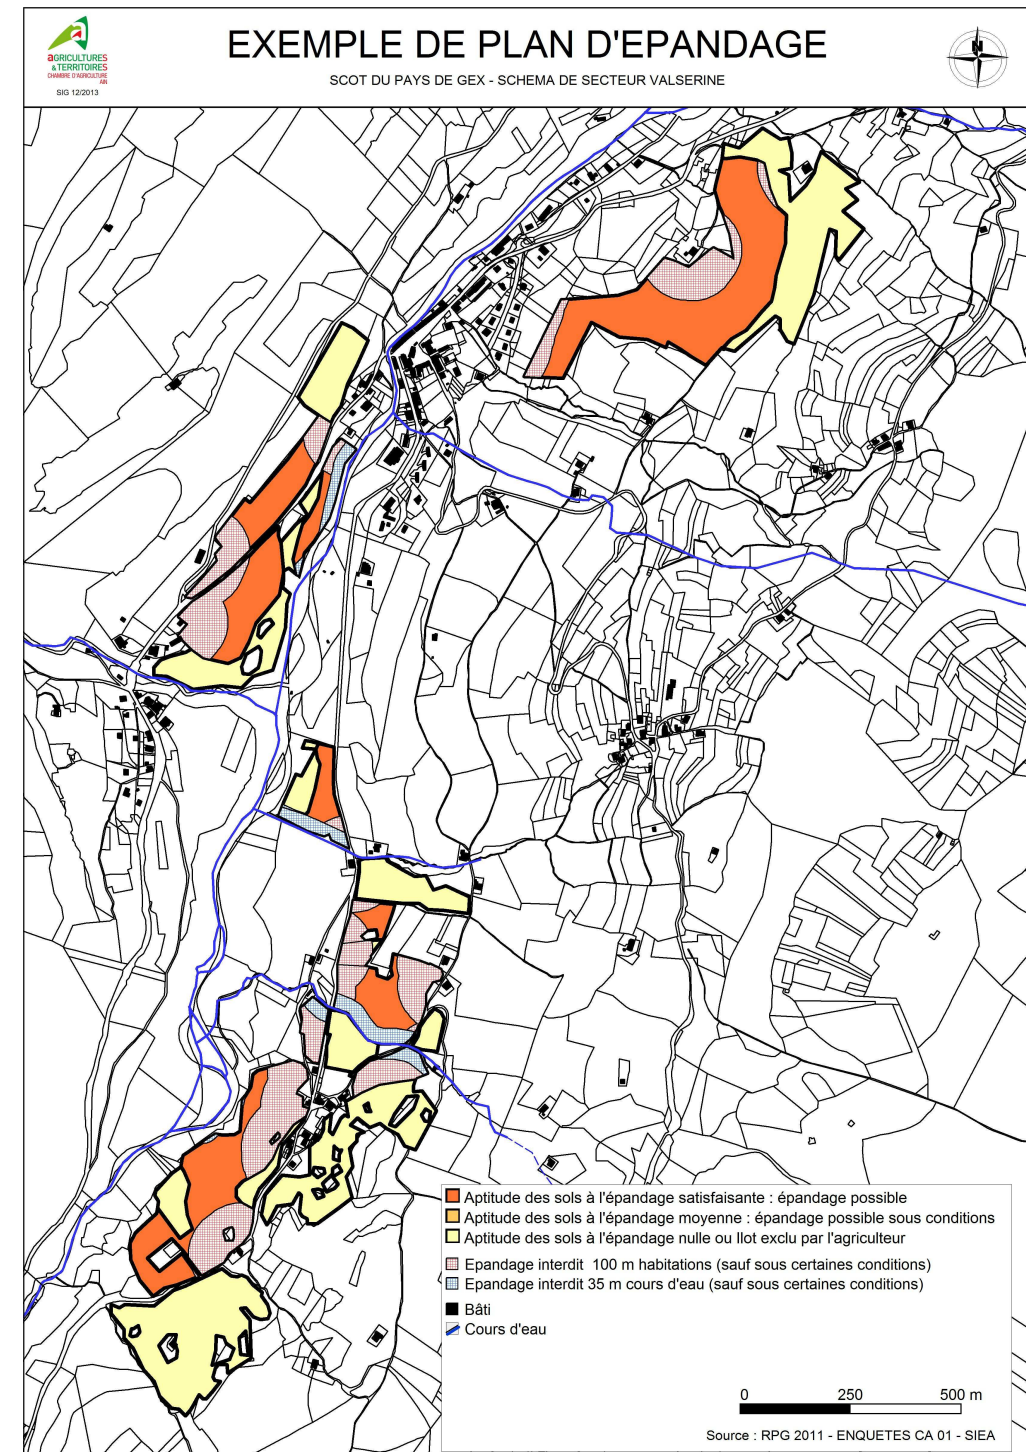 EXEMPLE DE PLAN D'EPANDAGE
SCOT DU PAYS DE GEX - SCHEMA DE SECTEUR VALSERINE
aGRICULTURES
& TERRITOIRES
CHAMBRE D'AGRICULTURE
AIN
SIG 12/2013
N
Aptitude des sols à l'épandage satisfaisante : épandage possible
Aptitude des sols à l'épandage moyenne : épandage possible sous conditions
Aptitude des sols à l'épandage nulle ou Ilot exclu par l'agriculteur
Epandage interdit 100 m habitations (sauf sous certaines conditions)
Epandage interdit 35 m cours d'eau (sauf sous certaines conditions)
Bâti
Cours d'eau
0 250 500 m
Source : RPG 2011 - ENQUETES CA 01 - SIEA